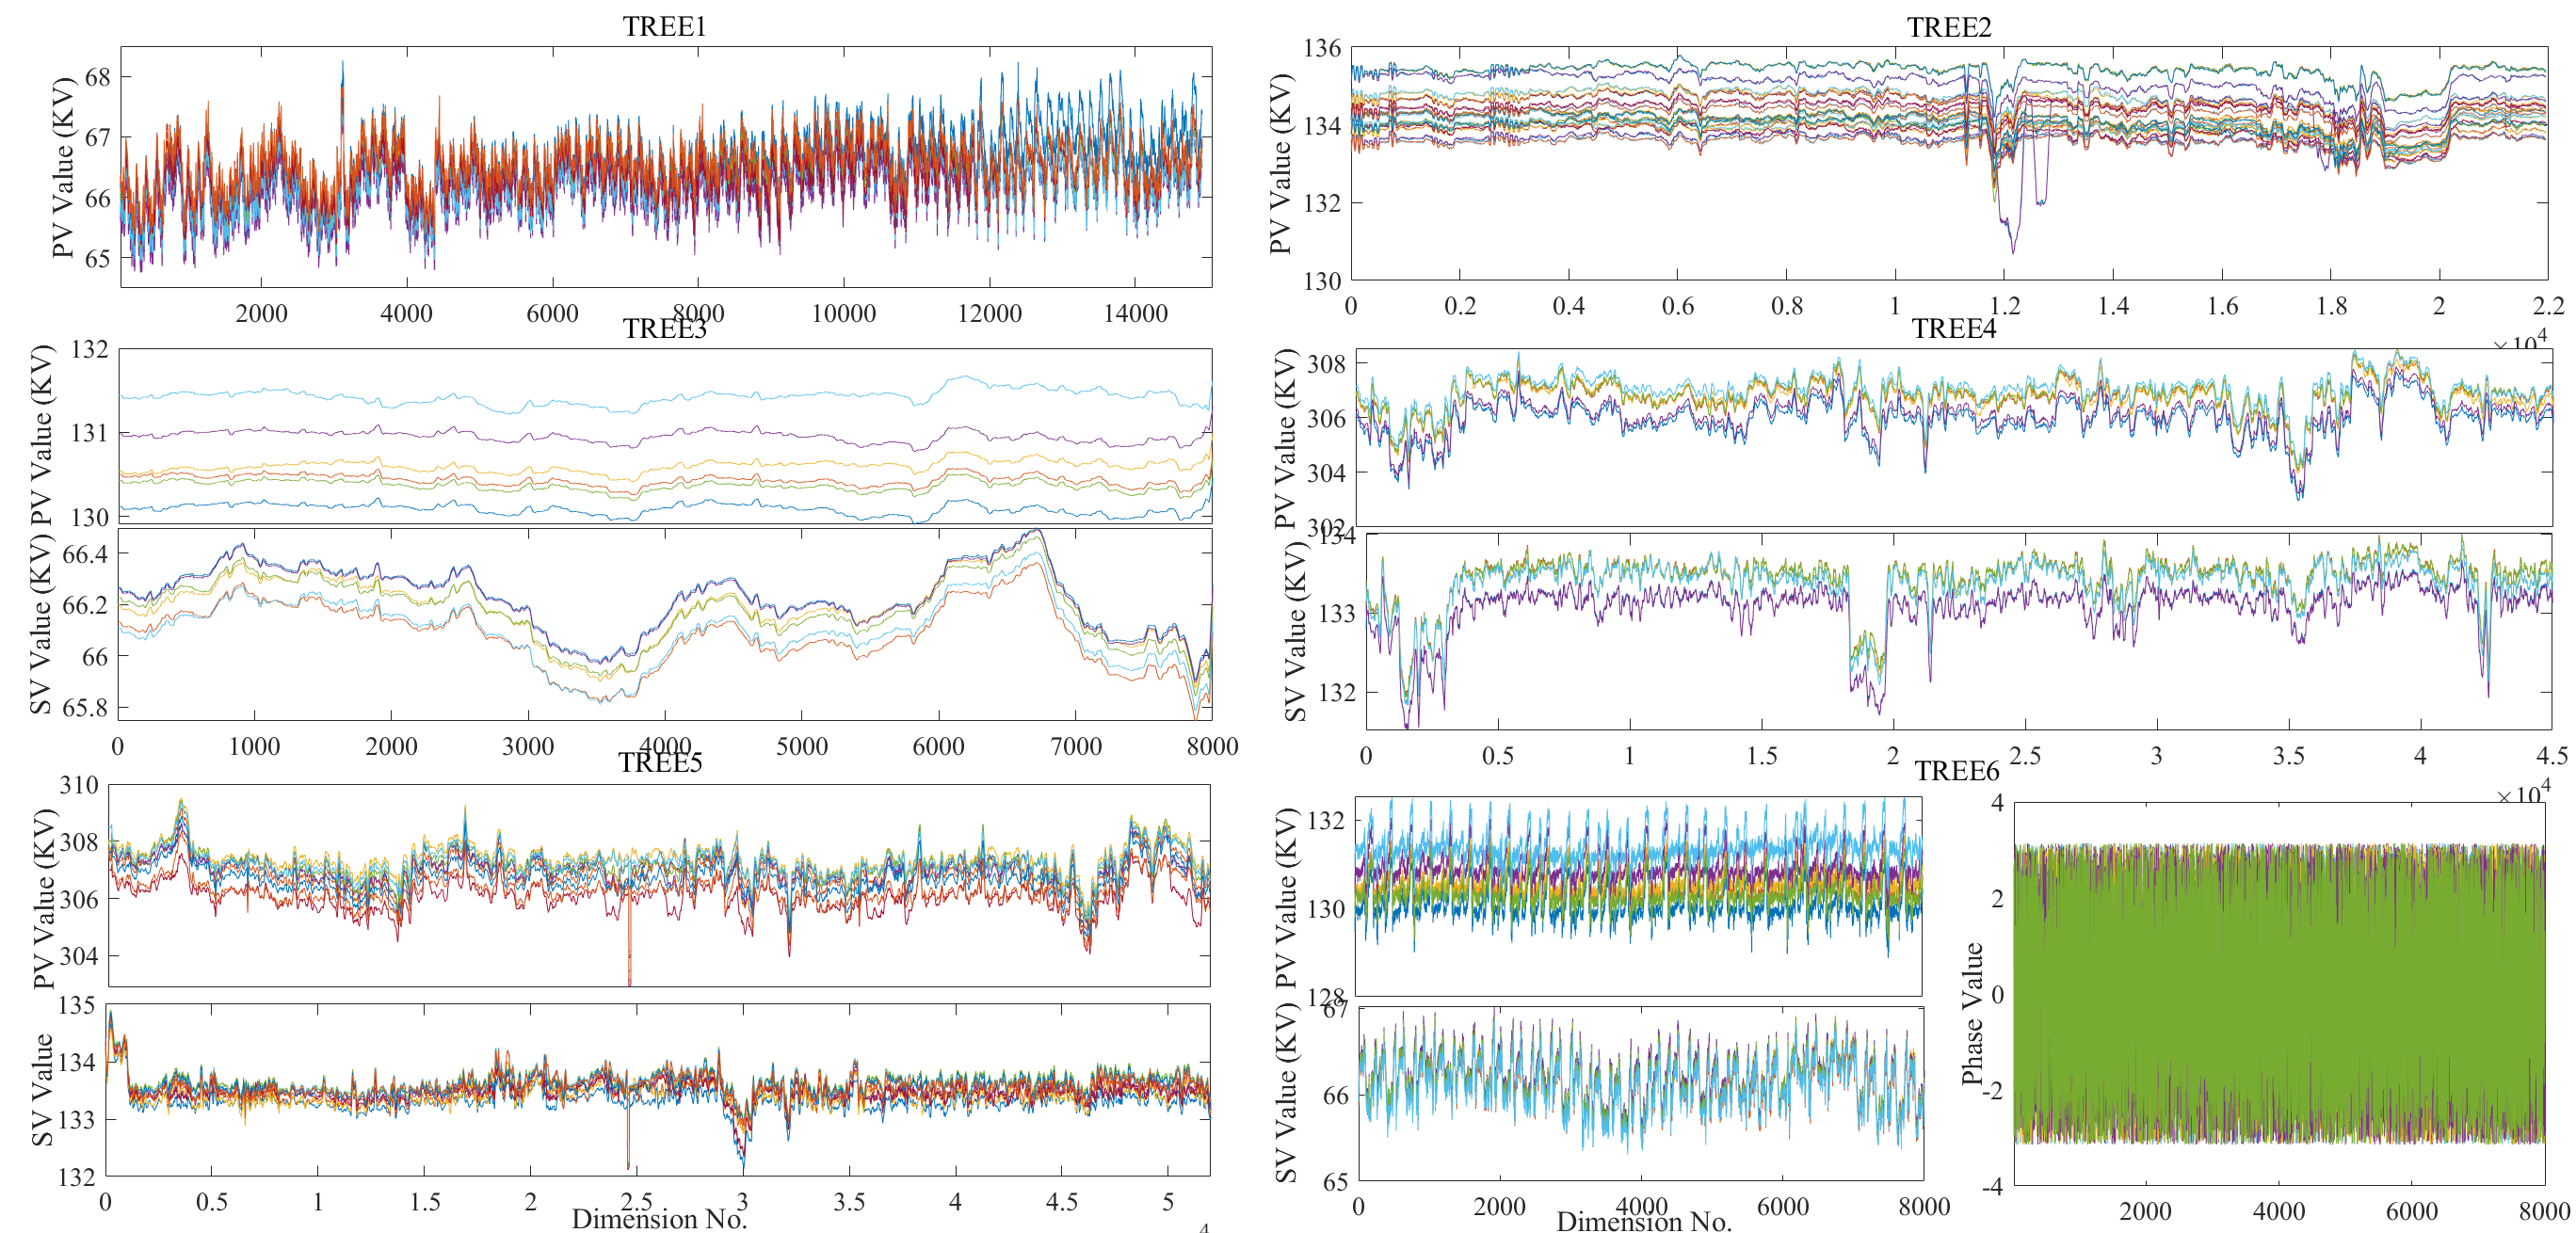 TREE1
PV Value (KV)
68
67
66
65
2000 4000 6000 8000 10000 12000 14000
TREE2
PV Value (KV)
136
134
132
130
0 0.2 0.4 0.6 0.8 1 1.2 1.4 1.6 1.8 2 2.2
×10⁴
TREE3
PV Value (KV)
132
131
130
SV Value (KV)
66.4
66.2
66
65.8
0 1000 2000 3000 4000 5000 6000 7000 8000
TREE4
PV Value (KV)
308
306
304
302
SV Value (KV)
134
133
132
0 0.5 1 1.5 2 2.5 3 3.5 4 4.5
×10⁴
TREE5
PV Value (KV)
310
308
306
304
SV Value
135
134
133
132
0 0.5 1 1.5 2 2.5 3 3.5 4 4.5 5
Dimension No.
4
TREE6
PV Value (KV)
132
130
128
SV Value (KV)
67
66
65
0 2000 4000 6000 8000
Dimension No.
Phase Value
4
2
0
-2
-4
2000 4000 6000 8000